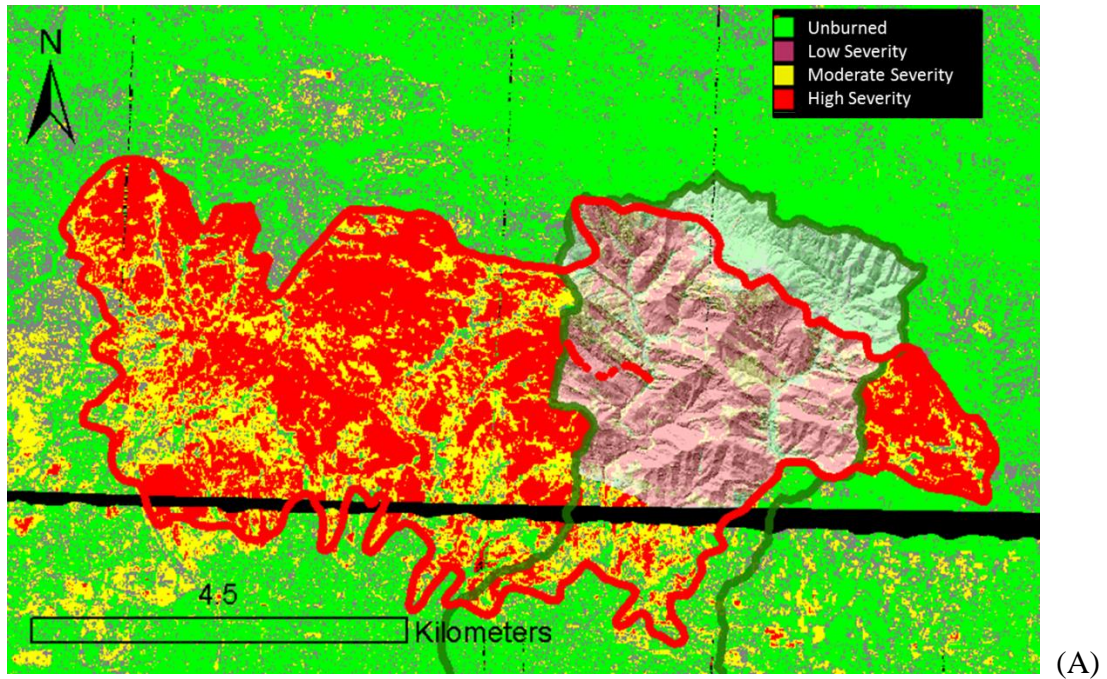 N
Unburned
Low Severity
Moderate Severity
High Severity
4.5
Kilometers
(A)